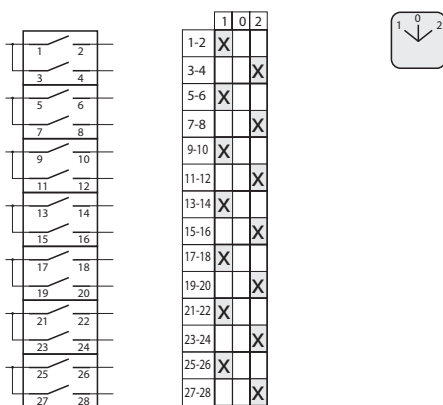 1 2
3 4
5 6
7 8
9 10
11 12
13 14
15 16
17 18
19 20
21 22
23 24
25 26
27 28
1 0 2
1-2 X
3-4 X
5-6 X
7-8 X
9-10 X
11-12 X
13-14 X
15-16 X
17-18 X
19-20 X
21-22 X
23-24 X
25-26 X
27-28 X
0
1 2